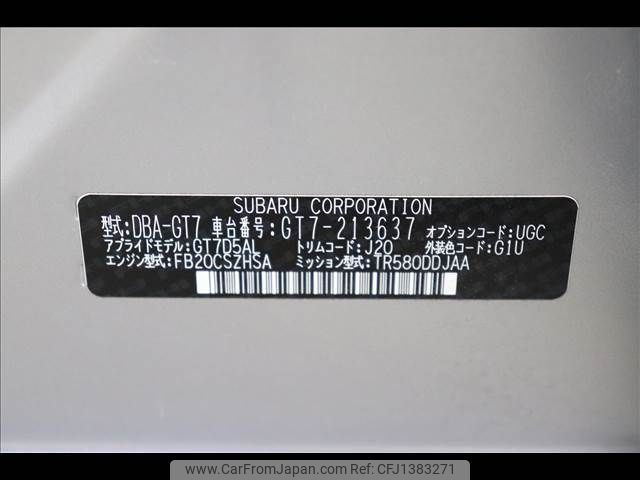 SUBARU CORPORATION
型式:DBA-GT7 車台番号:GT7-213637 オプションコード:UGC
アプライドモデル:GT7D5AL トリムコード:J20 外装色コード:G1U
エンジン型式:FB20CSZHSA ミッション型式:TR580DDJAA
www.CarFromJapan.com | CFJ1383271